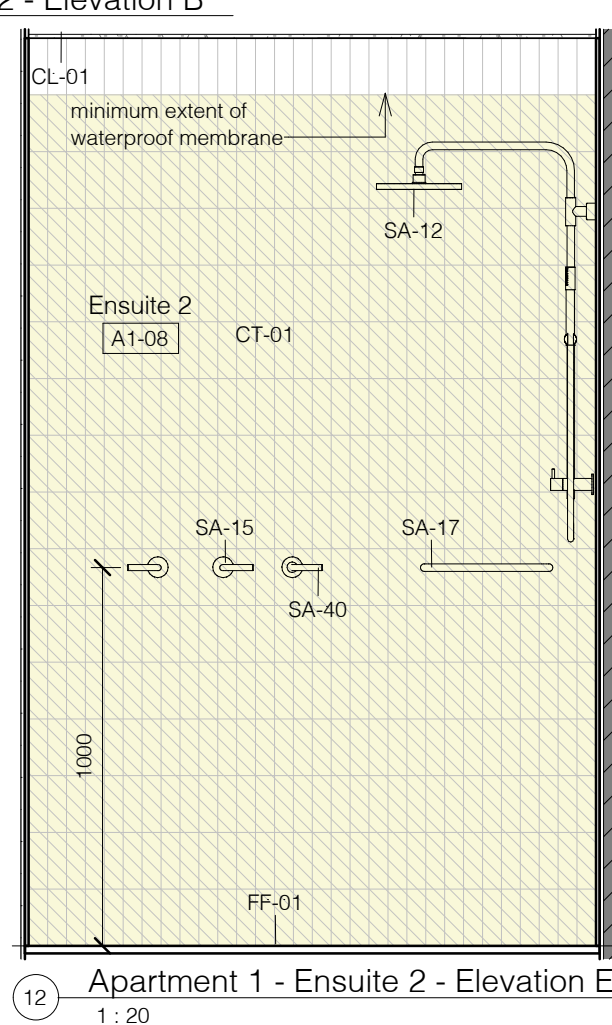 2 - Elevation B
CL-01
minimum extent of
waterproof membrane
SA-12
Ensuite 2
A1-08
CT-01
SA-15
SA-17
SA-40
1000
FF-01
12
Apartment 1 - Ensuite 2 - Elevation E
1 : 20